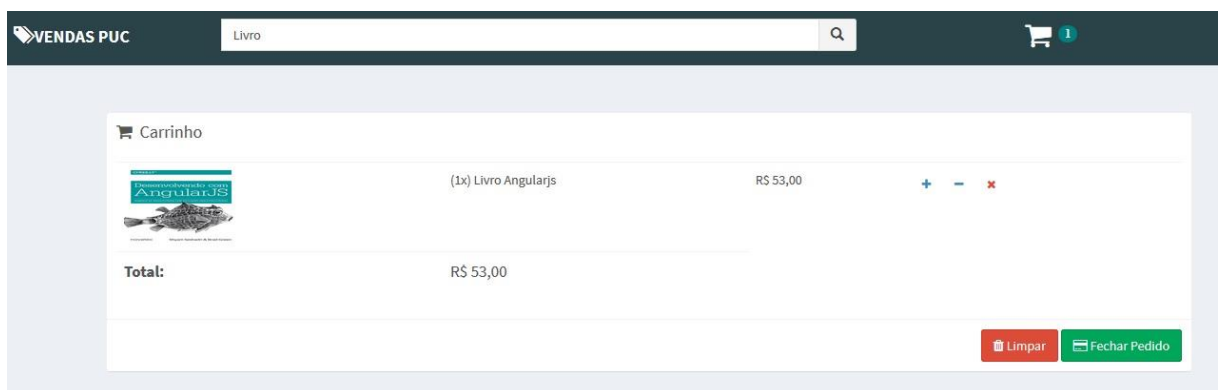 VENDAS PUC
Livro
1
Carrinho
Desenvolvendo com
AngularJS
(1x) Livro Angularjs
R$ 53,00
Total:
R$ 53,00
Limpar
Fechar Pedido